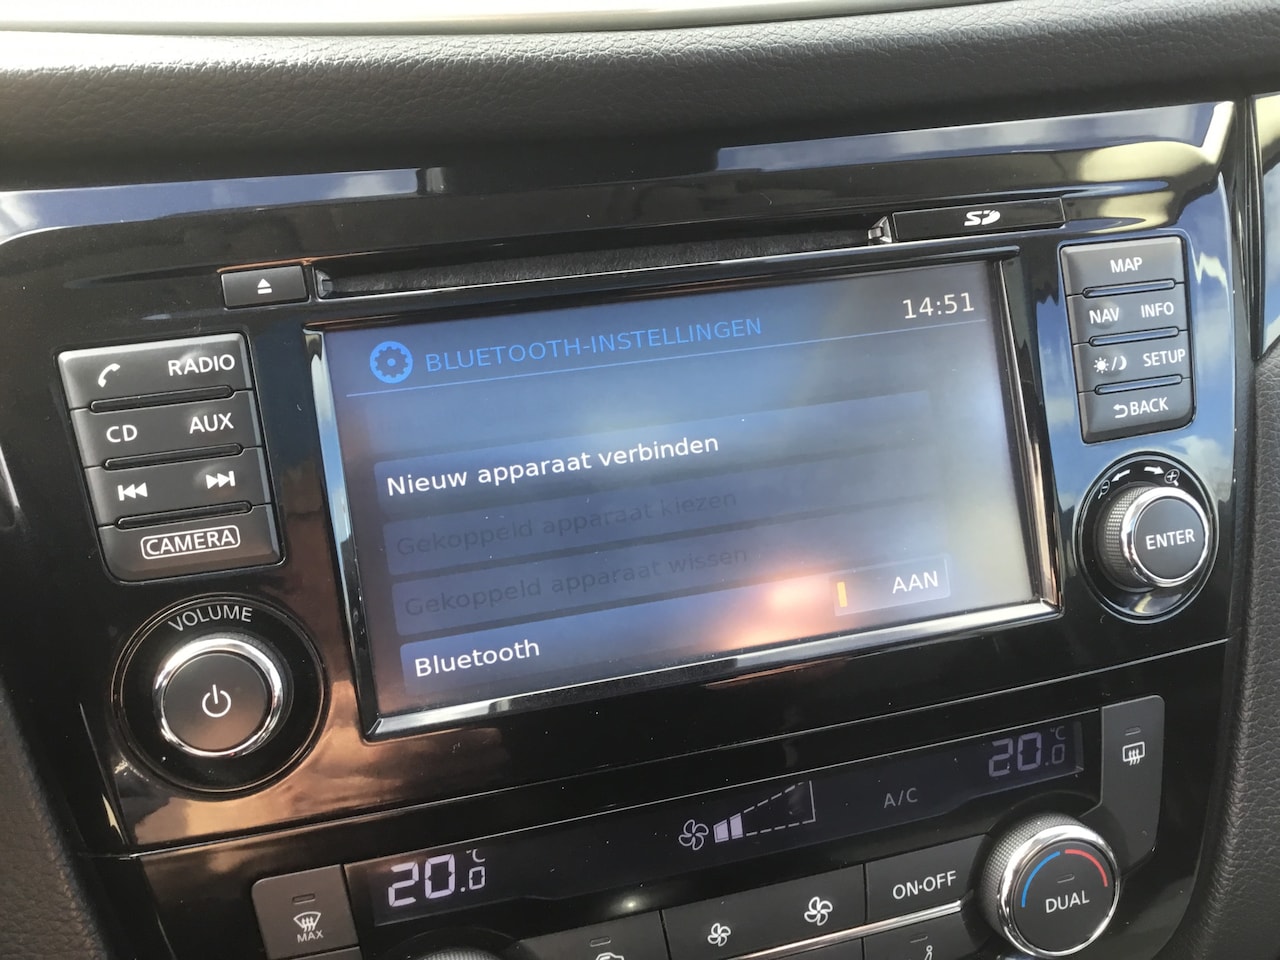 SD
MAP
NAV INFO
SETUP
BACK
RADIO
CD AUX
CAMERA
VOLUME
14:51
BLUETOOTH-INSTELLINGEN
Nieuw apparaat verbinden
Gekoppeld apparaat kiezen
Gekoppeld apparaat wissen
Bluetooth AAN
ENTER
20.0 °C
A/C
20.0 °C
MAX
ON·OFF
DUAL